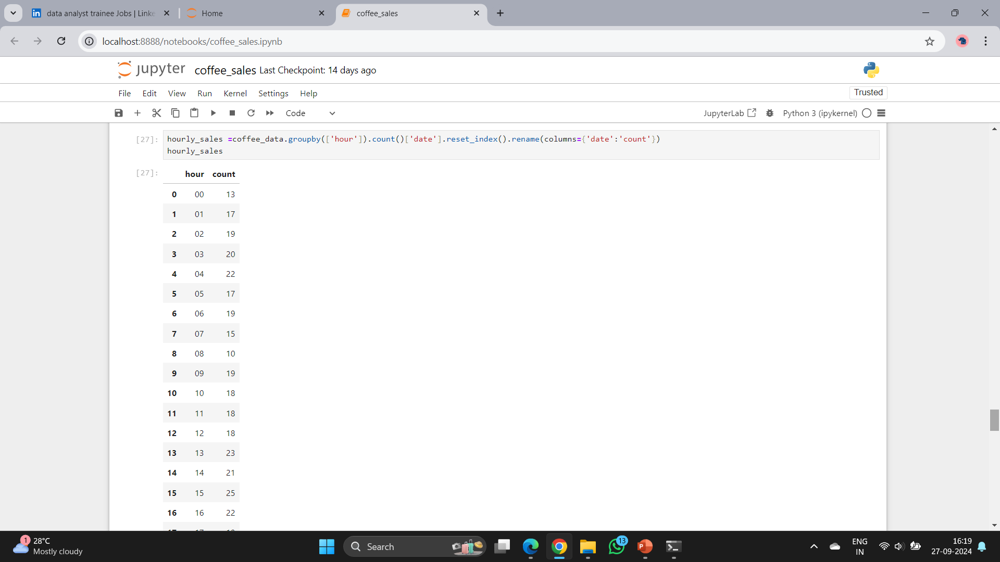 data analyst trainee Jobs | Linke
Home
coffee_sales
localhost:8888/notebooks/coffee_sales.ipynb
jupyter coffee_sales Last Checkpoint: 14 days ago
File Edit View Run Kernel Settings Help
Trusted
Code
JupyterLab
Python 3 (ipykernel)
[27]: hourly_sales =coffee_data.groupby(['hour']).count()['date'].reset_index().rename(columns={'date':'count'})
hourly_sales
[27]: hour count
0 00 13
1 01 17
2 02 19
3 03 20
4 04 22
5 05 17
6 06 19
7 07 15
8 08 10
9 09 19
10 10 18
11 11 18
12 12 18
13 13 23
14 14 21
15 15 25
16 16 22
1
28°C
Mostly cloudy
Search
13
ENG
IN
16:19
27-09-2024